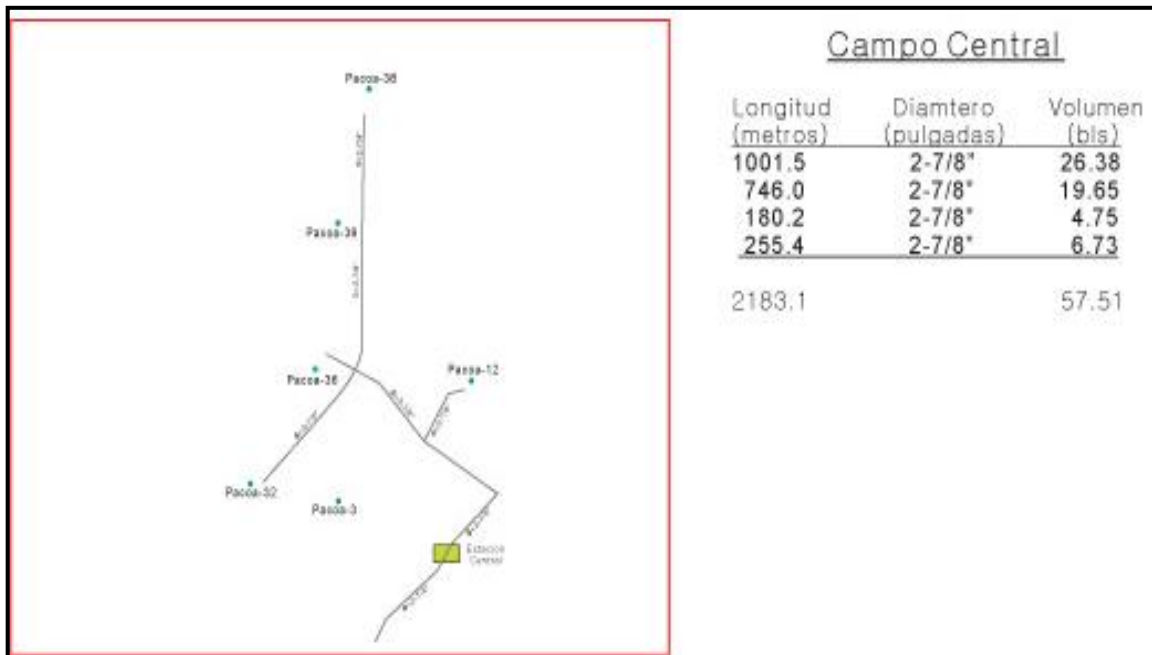 Campo Central
Longitud Diamtero Volumen
(metros) (pulgadas) (bls)
1001.5 2-7/8" 26.38
746.0 2-7/8" 19.65
180.2 2-7/8" 4.75
255.4 2-7/8" 6.73
2183.1 57.51
Pacoa-36
Pacoa-39
Pacoa-36
Pacoa-12
Pacoa-32
Pacoa-3
Estacion
Central